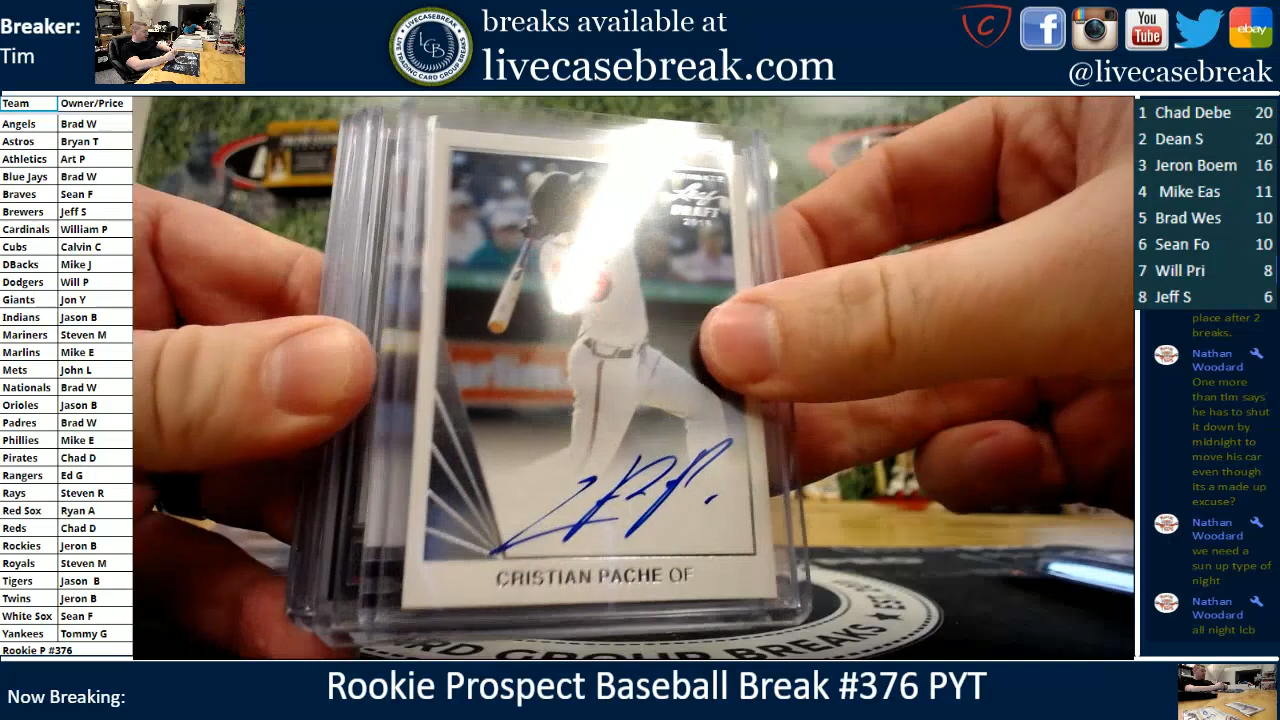 Breaker:
Tim
LCB
breaks available at
livecasebreak.com
You
Tube
ebay
@livecasebreak
Team Owner/Price
Angels Brad W
Astros Bryan T
Athletics Art P
Blue Jays Brad W
Braves Sean F
Brewers Jeff S
Cardinals William P
Cubs Calvin C
DBacks Mike J
Dodgers Will P
Giants Jon Y
Indians Jason B
Mariners Steven M
Marlins Mike E
Mets John L
Nationals Brad W
Orioles Jason B
Padres Brad W
Phillies Mike E
Pirates Chad D
Rangers Ed G
Rays Steven R
Red Sox Ryan A
Reds Chad D
Rockies Jeron B
Royals Steven M
Tigers Jason B
Twins Jeron B
White Sox Sean F
Yankees Tommy G
Rookie P #376
Leaf
DRAFT
CRISTIAN PACHE OF
CARD GROUP BREAKS
1 Chad Debe 20
2 Dean S 20
3 Jeron Boem 16
4 Mike Eas 11
5 Brad Wes 10
6 Sean Fo 10
7 Will Pri 8
8 Jeff S 6
place after 2
breaks.
Nathan
Woodard
One more
than tim says
he has to shut
it down by
midnight to
move his car
even though
its a made up
excuse?
Nathan
Woodard
we need a
sun up type of
night
Nathan
Woodard
all night lcb
Now Breaking:
Rookie Prospect Baseball Break #376 PYT